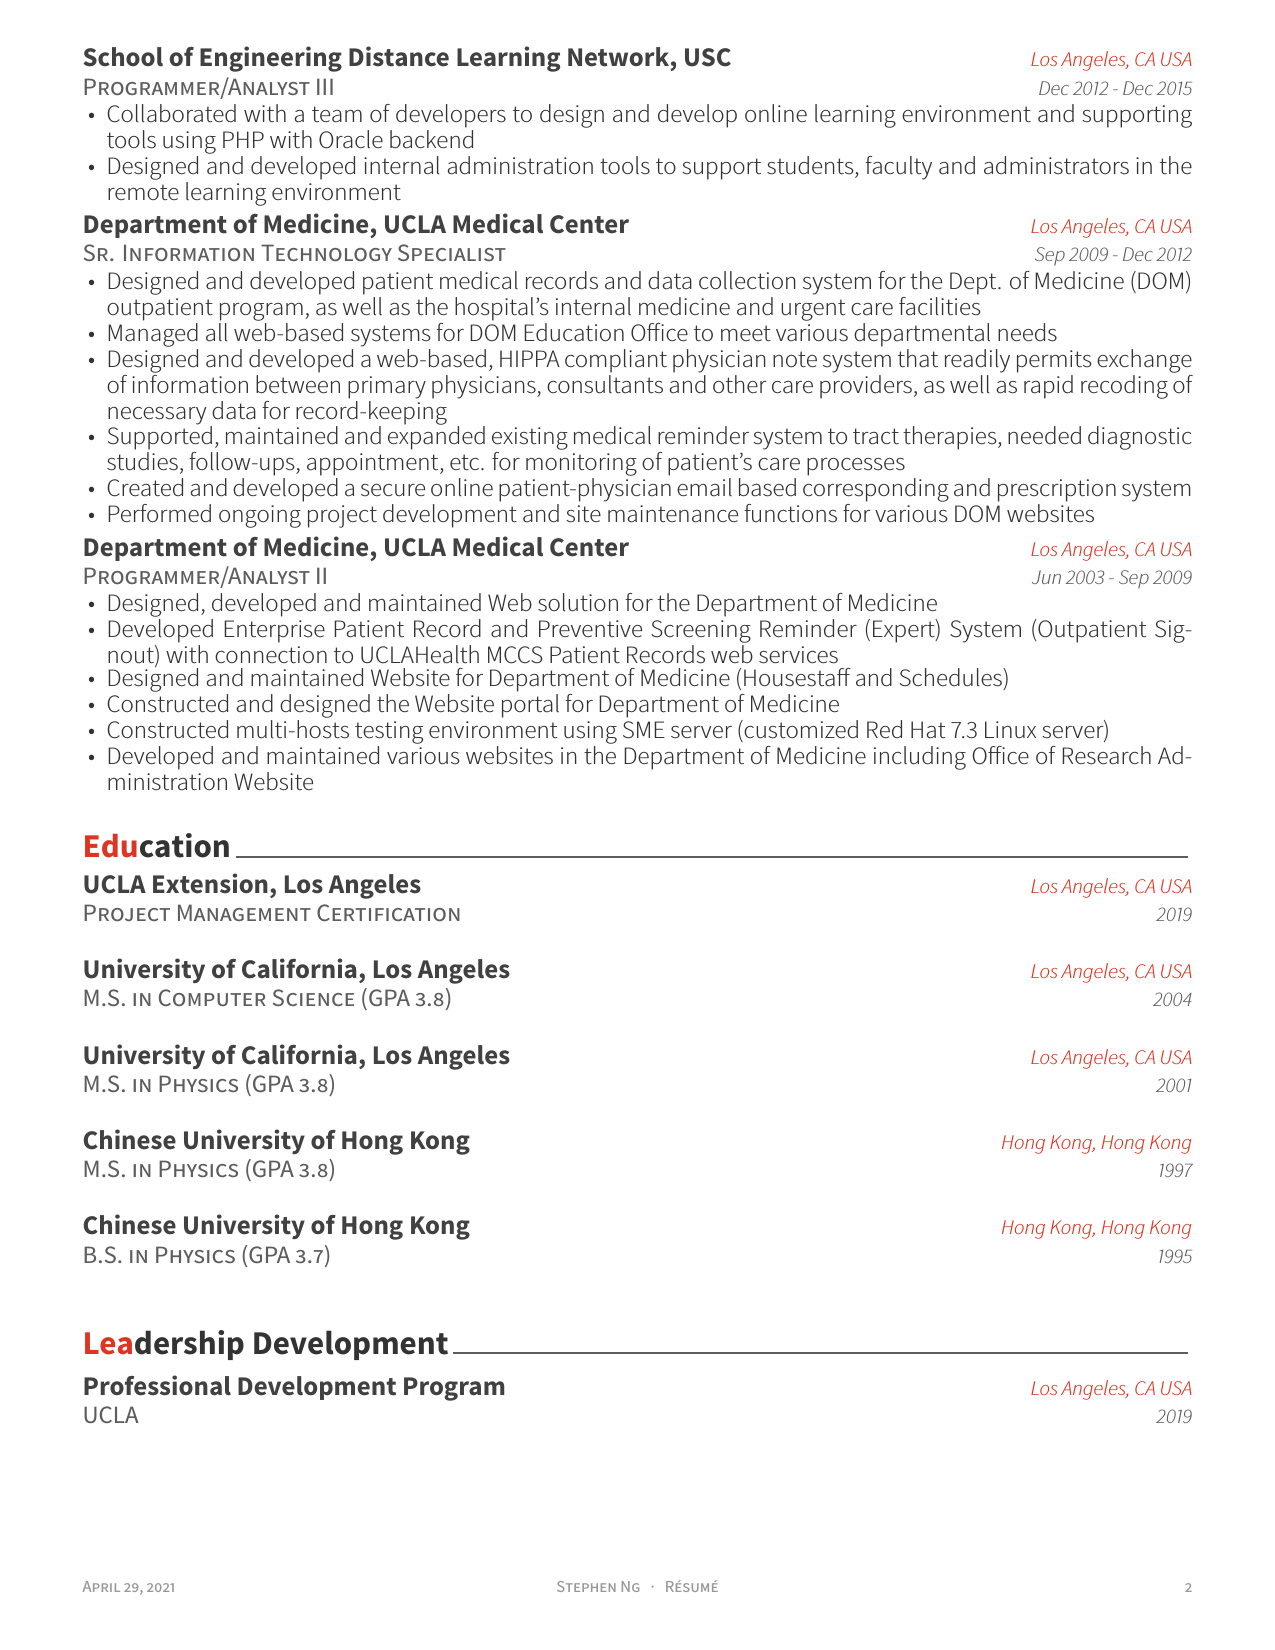 School of Engineering Distance Learning Network, USC Los Angeles, CA USA
Programmer/Analyst III Dec 2012 - Dec 2015
• Collaborated with a team of developers to design and develop online learning environment and supporting
tools using PHP with Oracle backend
• Designed and developed internal administration tools to support students, faculty and administrators in the
remote learning environment
Department of Medicine, UCLA Medical Center Los Angeles, CA USA
Sr. Information Technology Specialist Sep 2009 - Dec 2012
• Designed and developed patient medical records and data collection system for the Dept. of Medicine (DOM)
outpatient program, as well as the hospital's internal medicine and urgent care facilities
• Managed all web-based systems for DOM Education Office to meet various departmental needs
• Designed and developed a web-based, HIPPA compliant physician note system that readily permits exchange
of information between primary physicians, consultants and other care providers, as well as rapid recoding of
necessary data for record-keeping
• Supported, maintained and expanded existing medical reminder system to tract therapies, needed diagnostic
studies, follow-ups, appointment, etc. for monitoring of patient's care processes
• Created and developed a secure online patient-physician email based corresponding and prescription system
• Performed ongoing project development and site maintenance functions for various DOM websites
Department of Medicine, UCLA Medical Center Los Angeles, CA USA
Programmer/Analyst II Jun 2003 - Sep 2009
• Designed, developed and maintained Web solution for the Department of Medicine
• Developed Enterprise Patient Record and Preventive Screening Reminder (Expert) System (Outpatient Sig-
nout) with connection to UCLAHealth MCCS Patient Records web services
• Designed and maintained Website for Department of Medicine (Housestaff and Schedules)
• Constructed and designed the Website portal for Department of Medicine
• Constructed multi-hosts testing environment using SME server (customized Red Hat 7.3 Linux server)
• Developed and maintained various websites in the Department of Medicine including Office of Research Ad-
ministration Website
Education
UCLA Extension, Los Angeles Los Angeles, CA USA
Project Management Certification 2019
University of California, Los Angeles Los Angeles, CA USA
M.S. in Computer Science (GPA 3.8) 2004
University of California, Los Angeles Los Angeles, CA USA
M.S. in Physics (GPA 3.8) 2001
Chinese University of Hong Kong Hong Kong, Hong Kong
M.S. in Physics (GPA 3.8) 1997
Chinese University of Hong Kong Hong Kong, Hong Kong
B.S. in Physics (GPA 3.7) 1995
Leadership Development
Professional Development Program Los Angeles, CA USA
UCLA 2019
April 29, 2021 Stephen Ng · Résumé 2